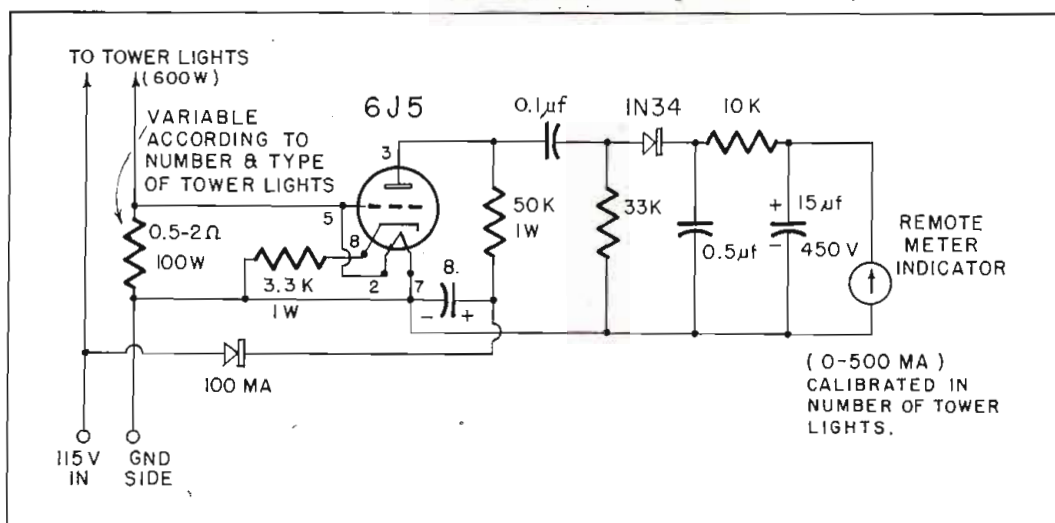 TO TOWER LIGHTS
(600W)
VARIABLE
ACCORDING TO
NUMBER & TYPE
OF TOWER LIGHTS
0.5-2Ω
100W
6J5
3
5
8
2
7
3.3K
1W
8.
- +
50K
1W
0.1µf
33K
1N34
10K
0.5µf
+ 15µf
- 450V
REMOTE
METER
INDICATOR
(0-500 MA)
CALIBRATED IN
NUMBER OF TOWER
LIGHTS.
100 MA
115V
IN
GND
SIDE